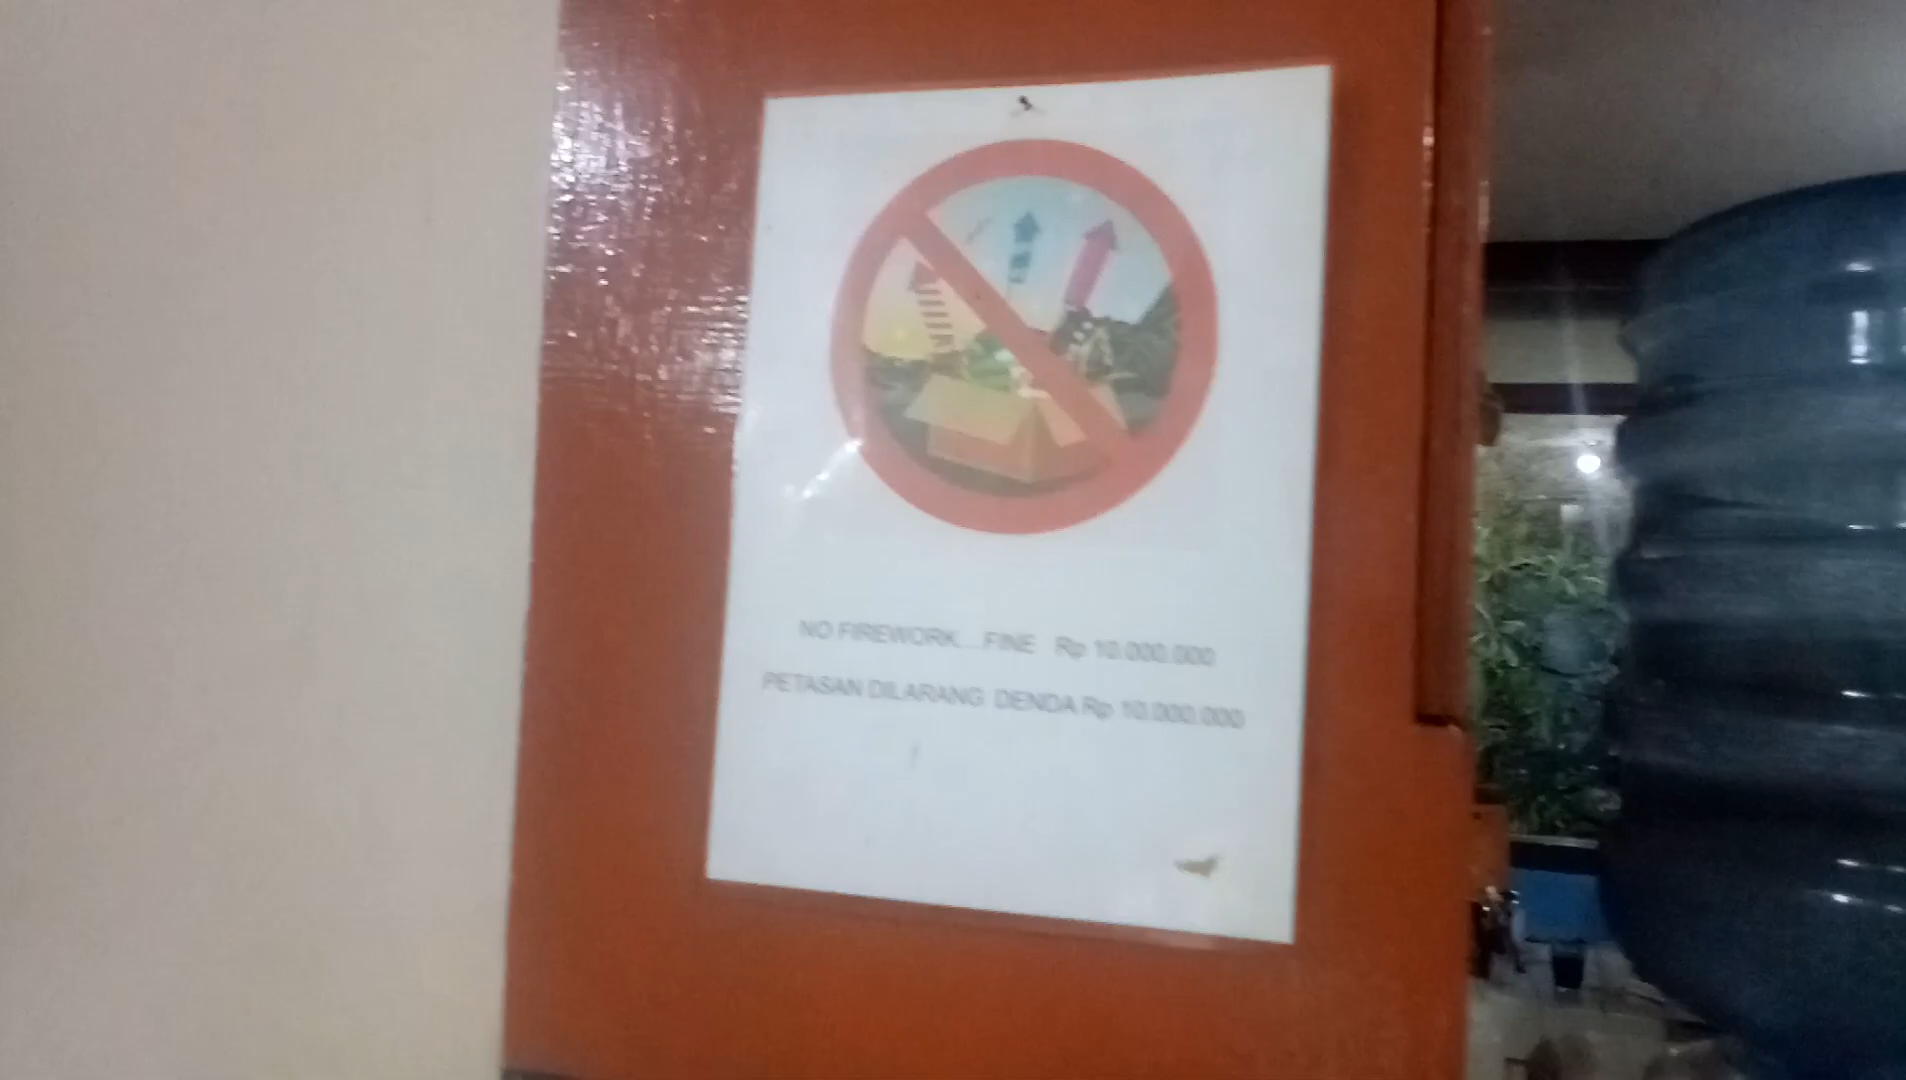 NO FIREWORK....FINE Rp 10.000.000
PETASAN DILARANG DENDA Rp 10.000.000